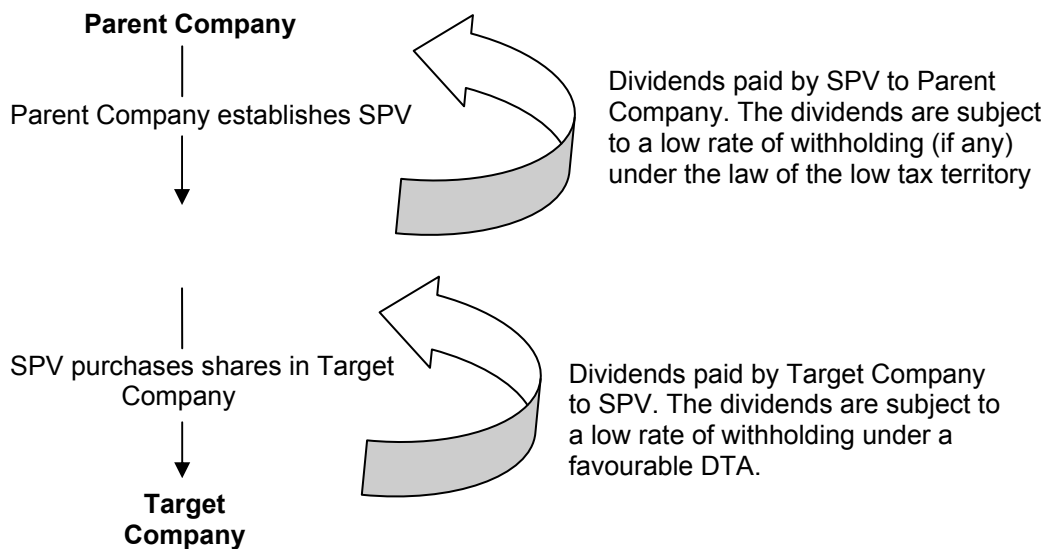 Parent Company
Parent Company establishes SPV
Dividends paid by SPV to Parent
Company. The dividends are subject
to a low rate of withholding (if any)
under the law of the low tax territory
SPV purchases shares in Target
Company
Dividends paid by Target Company
to SPV. The dividends are subject to
a low rate of withholding under a
favourable DTA.
Target
Company